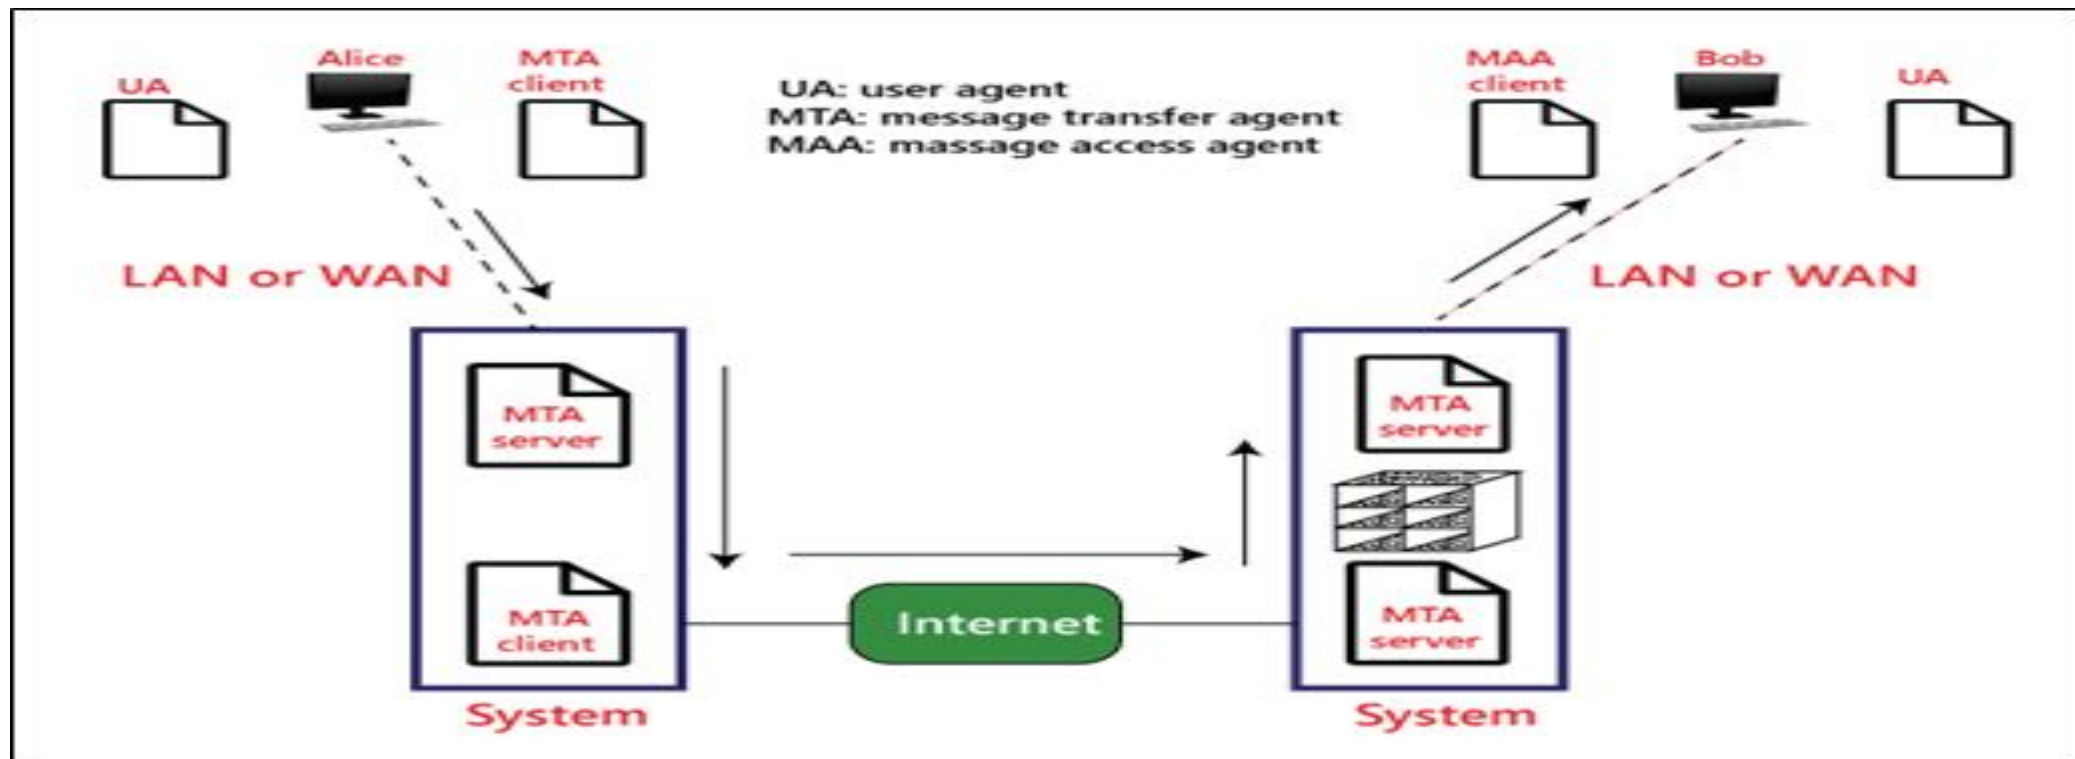 UA
Alice
MTA
client
UA: user agent
MTA: message transfer agent
MAA: massage access agent
MAA
client
Bob
UA
LAN or WAN
LAN or WAN
MTA
server
MTA
client
System
Internet
MTA
server
MTA
server
System